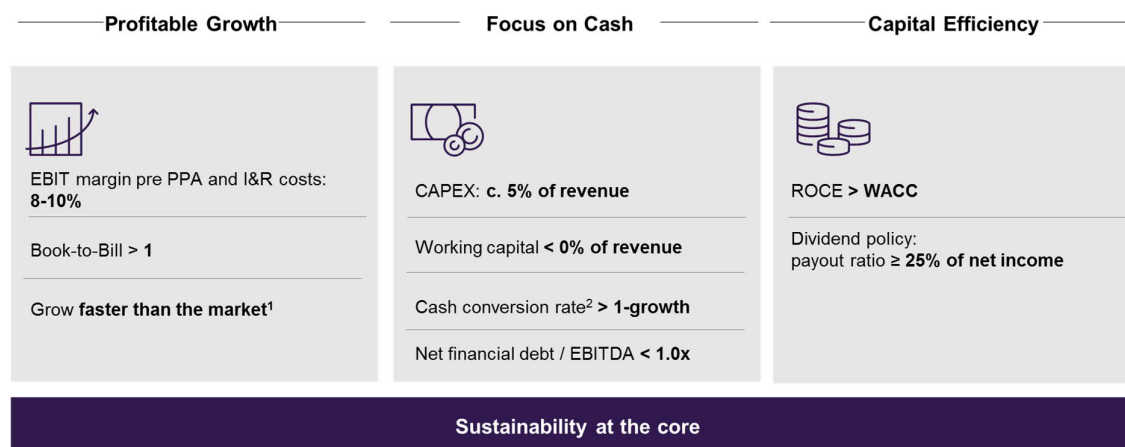 Profitable Growth
EBIT margin pre PPA and I&R costs:
8-10%
Book-to-Bill > 1
Grow faster than the market¹
Focus on Cash
CAPEX: c. 5% of revenue
Working capital < 0% of revenue
Cash conversion rate² > 1-growth
Net financial debt / EBITDA < 1.0x
Capital Efficiency
ROCE > WACC
Dividend policy:
payout ratio ≥ 25% of net income
Sustainability at the core